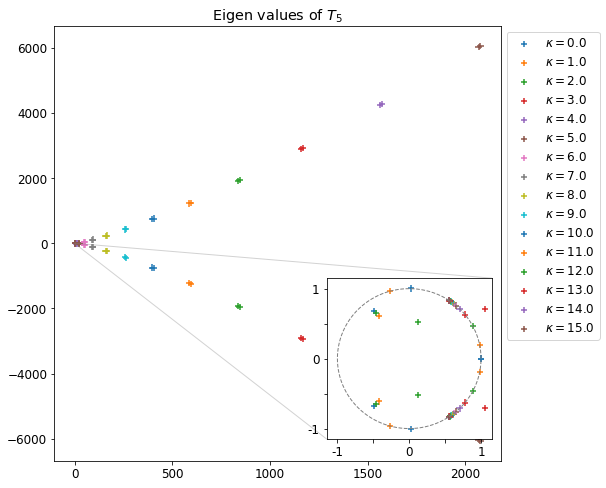 Eigen values of T₅
6000
4000
2000
0
−2000
−4000
−6000
0 500 1000 1500 2000
1
0
-1
-1 0 1
κ = 0.0
κ = 1.0
κ = 2.0
κ = 3.0
κ = 4.0
κ = 5.0
κ = 6.0
κ = 7.0
κ = 8.0
κ = 9.0
κ = 10.0
κ = 11.0
κ = 12.0
κ = 13.0
κ = 14.0
κ = 15.0